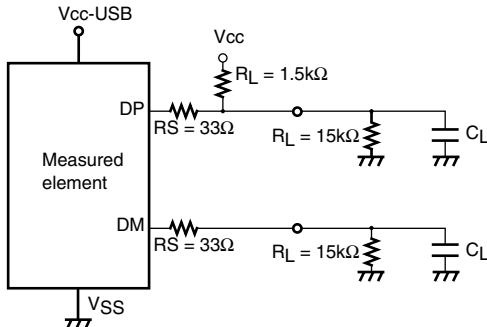 Vcc-USB
Vcc
RL = 1.5kΩ
DP
RS = 33Ω
RL = 15kΩ
CL
Measured
element
DM
RS = 33Ω
RL = 15kΩ
CL
VSS